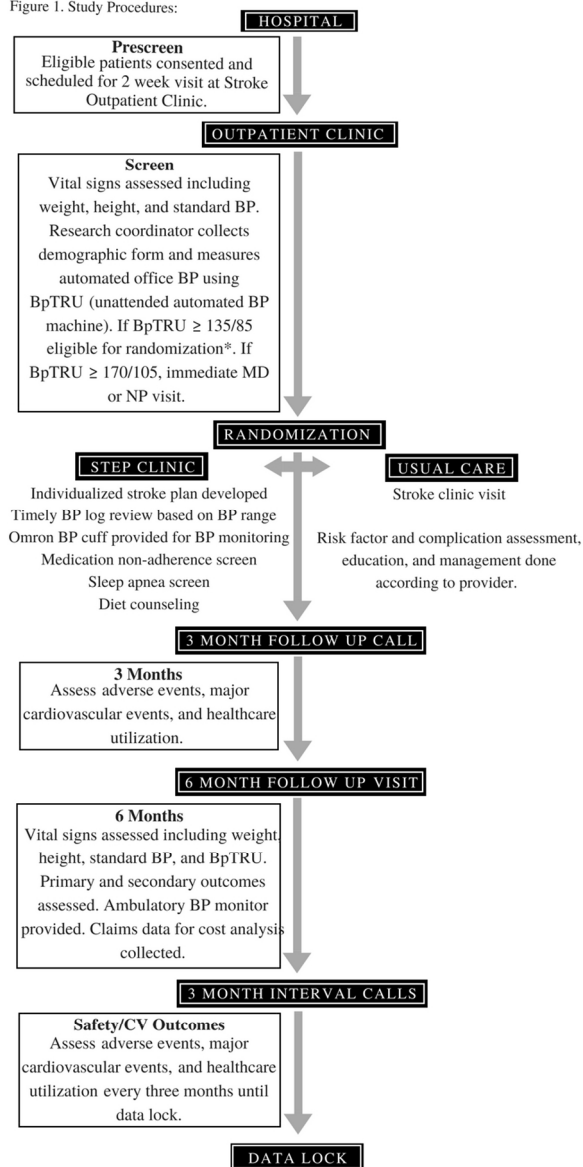 Figure 1. Study Procedures:
HOSPITAL
Prescreen
Eligible patients consented and
scheduled for 2 week visit at Stroke
Outpatient Clinic.
OUTPATIENT CLINIC
Screen
Vital signs assessed including
weight, height, and standard BP.
Research coordinator collects
demographic form and measures
automated office BP using
BpTRU (unattended automated BP
machine). If BpTRU ≥ 135/85
eligible for randomization*. If
BpTRU ≥ 170/105, immediate MD
or NP visit.
RANDOMIZATION
STEP CLINIC
Individualized stroke plan developed
Timely BP log review based on BP range
Omron BP cuff provided for BP monitoring
Medication non-adherence screen
Sleep apnea screen
Diet counseling
USUAL CARE
Stroke clinic visit
Risk factor and complication assessment,
education, and management done
according to provider.
3 MONTH FOLLOW UP CALL
3 Months
Assess adverse events, major
cardiovascular events, and healthcare
utilization.
6 MONTH FOLLOW UP VISIT
6 Months
Vital signs assessed including weight,
height, standard BP, and BpTRU.
Primary and secondary outcomes
assessed. Ambulatory BP monitor
provided. Claims data for cost analysis
collected.
3 MONTH INTERVAL CALLS
Safety/CV Outcomes
Assess adverse events, major
cardiovascular events, and healthcare
utilization every three months until
data lock.
DATA LOCK